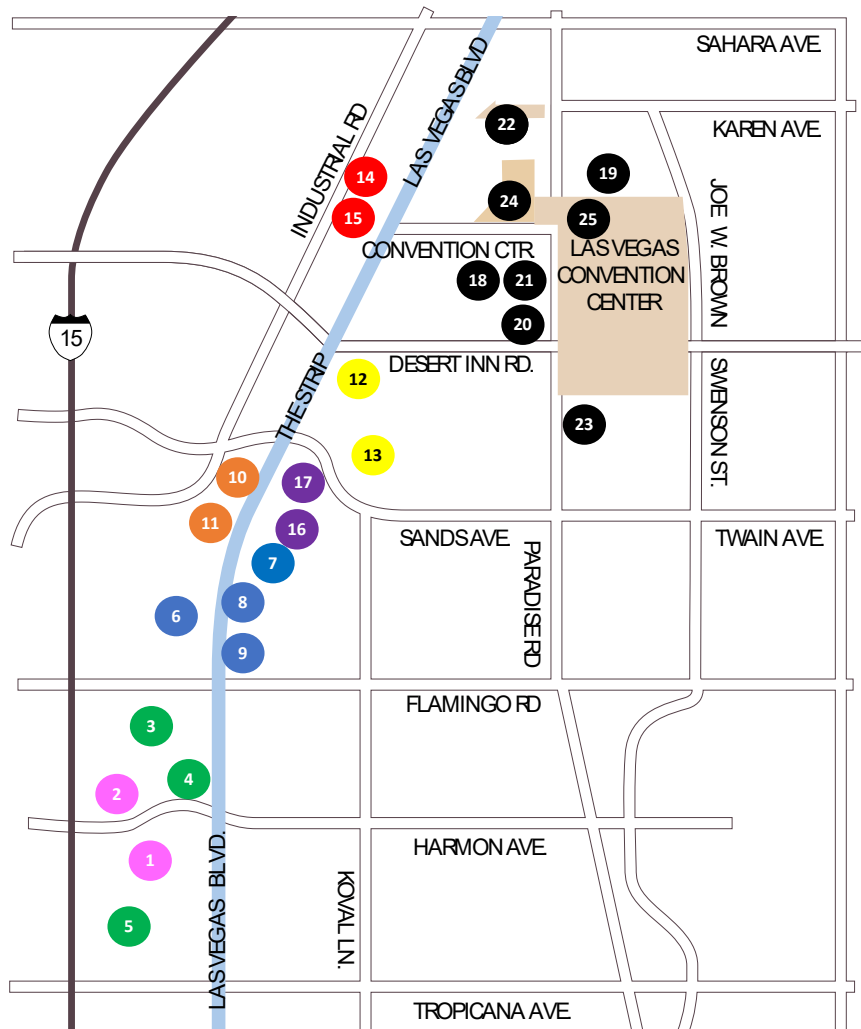 SAHARA AVE.
LAS VEGAS BLVD
INDUSTRIAL RD
22
KAREN AVE.
14
19
15
24
25
JOE W. BROWN
CONVENTION CTR.
LAS VEGAS
CONVENTION
CENTER
18
21
20
15
DESERT INN RD.
THE STRIP
12
SWENSON ST.
23
13
10
17
11
16
SANDS AVE.
TWAIN AVE.
PARADISE RD
7
8
6
9
FLAMINGO RD
3
4
2
HARMON AVE.
1
LAS VEGAS BLVD.
KOVAL LN.
5
TROPICANA AVE.